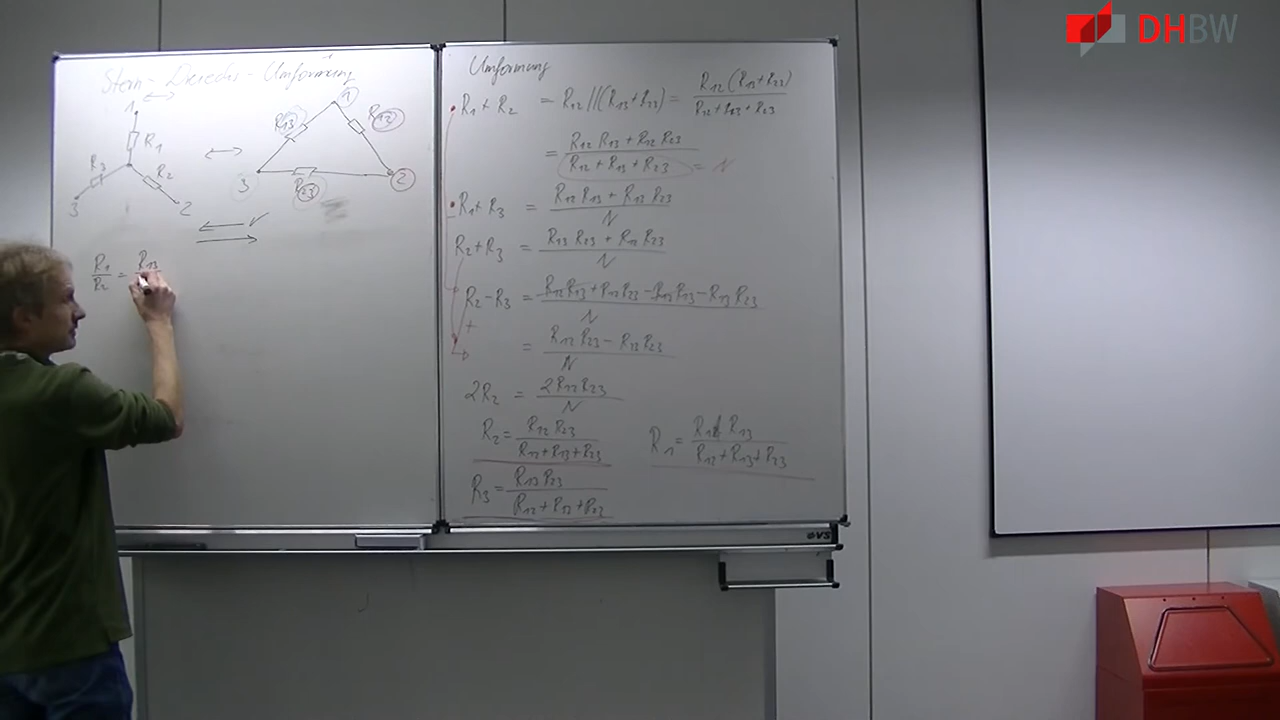 DHBW
Stern-Dreiecks-Umformung
1
R1
R3
R2
3
2
1
R13
R12
3
R23
2
R1/R2 = R13
Umformung
R1 + R2 = R12 || (R13 + R23) = R12 (R13 + R23) / R12 + R13 + R23
= R12 R13 + R12 R23 / R12 + R13 + R23 = N
R1 + R3 = R12 R13 + R13 R23 / N
R2 + R3 = R13 R23 + R12 R23 / N
R2 - R3 = R12 R13 + R12 R23 - R12 R13 - R13 R23 / N
+
= R12 R23 - R13 R23 / N
2R2 = 2 R12 R23 / N
R2 = R12 R23 / R12 + R13 + R23
R1 = R12 R13 / R12 + R13 + R23
R3 = R13 R23 / R12 + R13 + R23